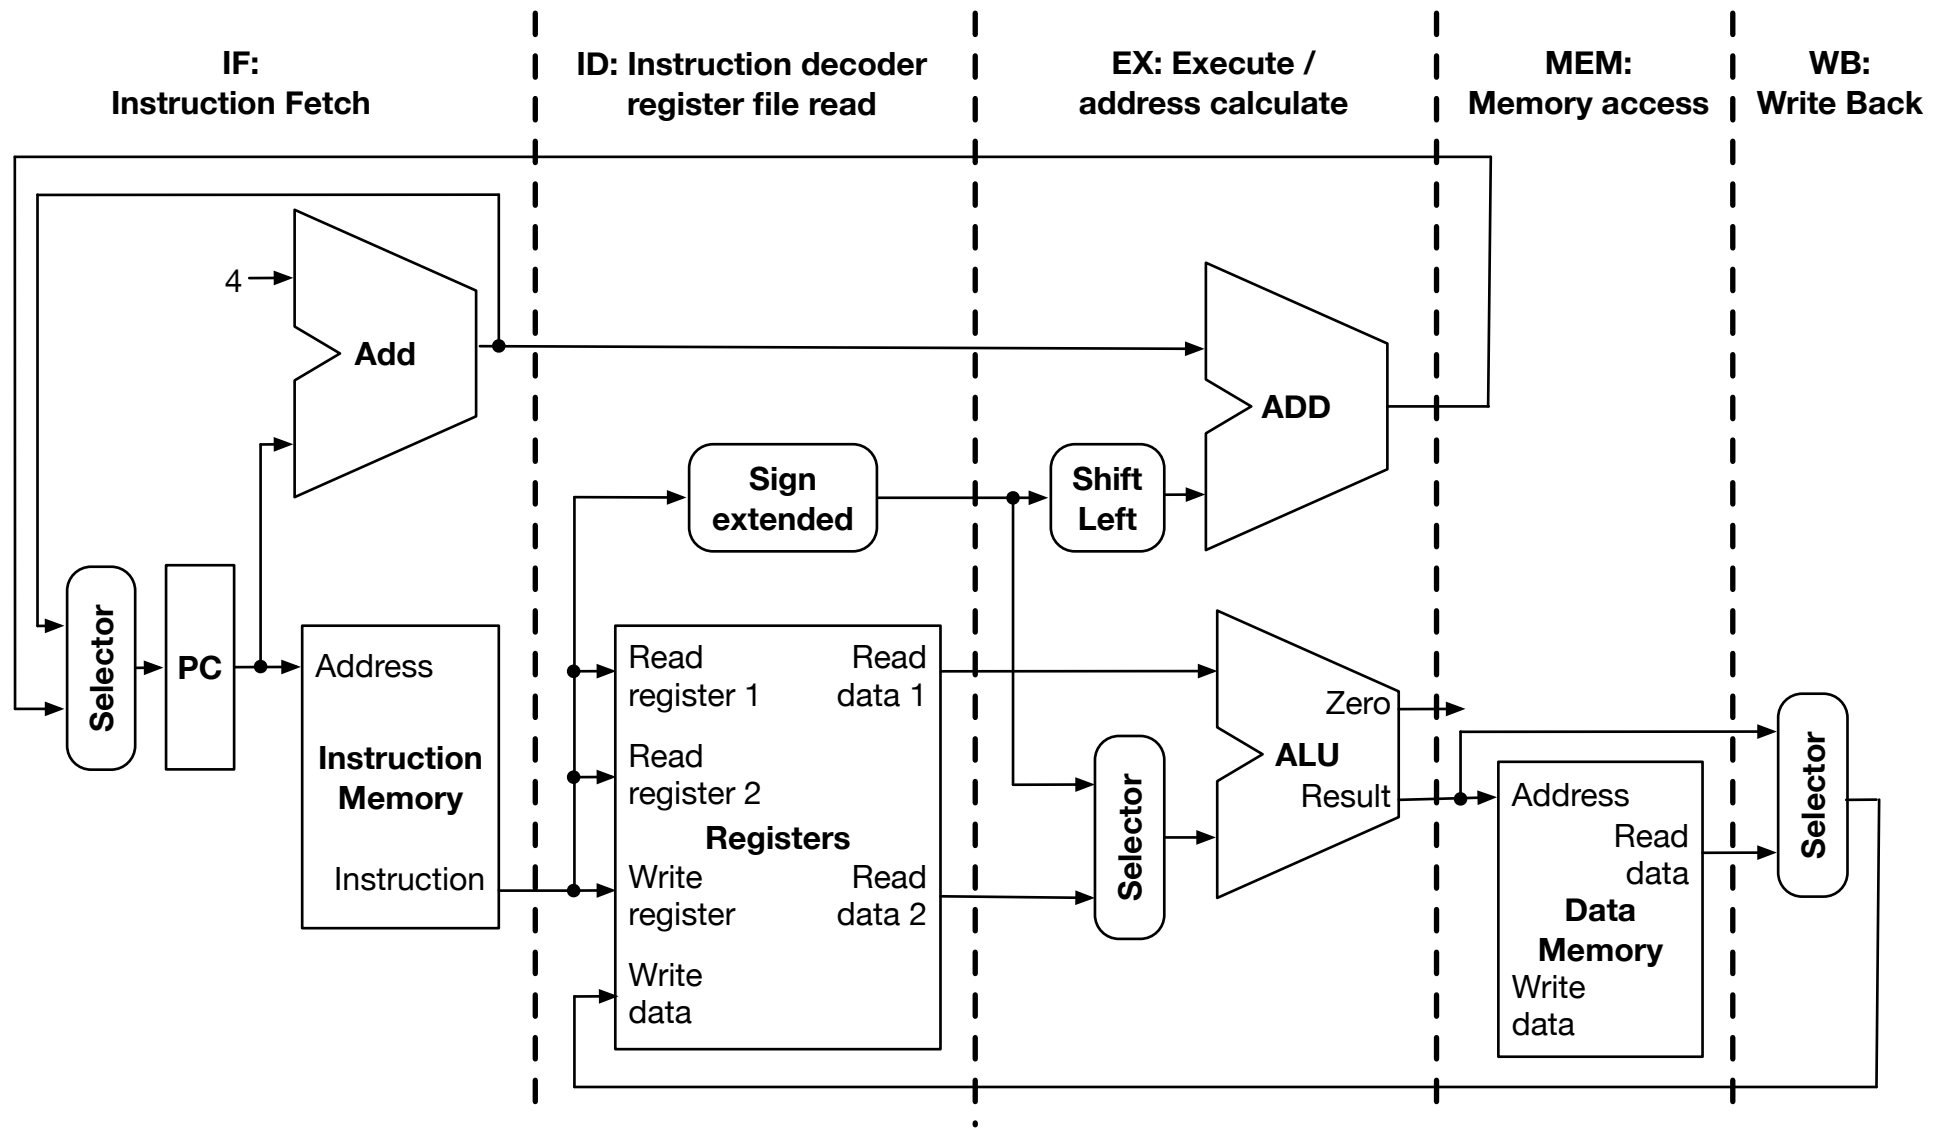 IF:
Instruction Fetch
ID: Instruction decoder
register file read
EX: Execute /
address calculate
MEM:
Memory access
WB:
Write Back
4
Add
ADD
Sign
extended
Shift
Left
Selector
PC
Address
Instruction
Memory
Instruction
Read
register 1
Read
data 1
Read
register 2
Registers
Write
register
Read
data 2
Write
data
Selector
Zero
ALU
Result
Address
Read
data
Data
Memory
Write
data
Selector